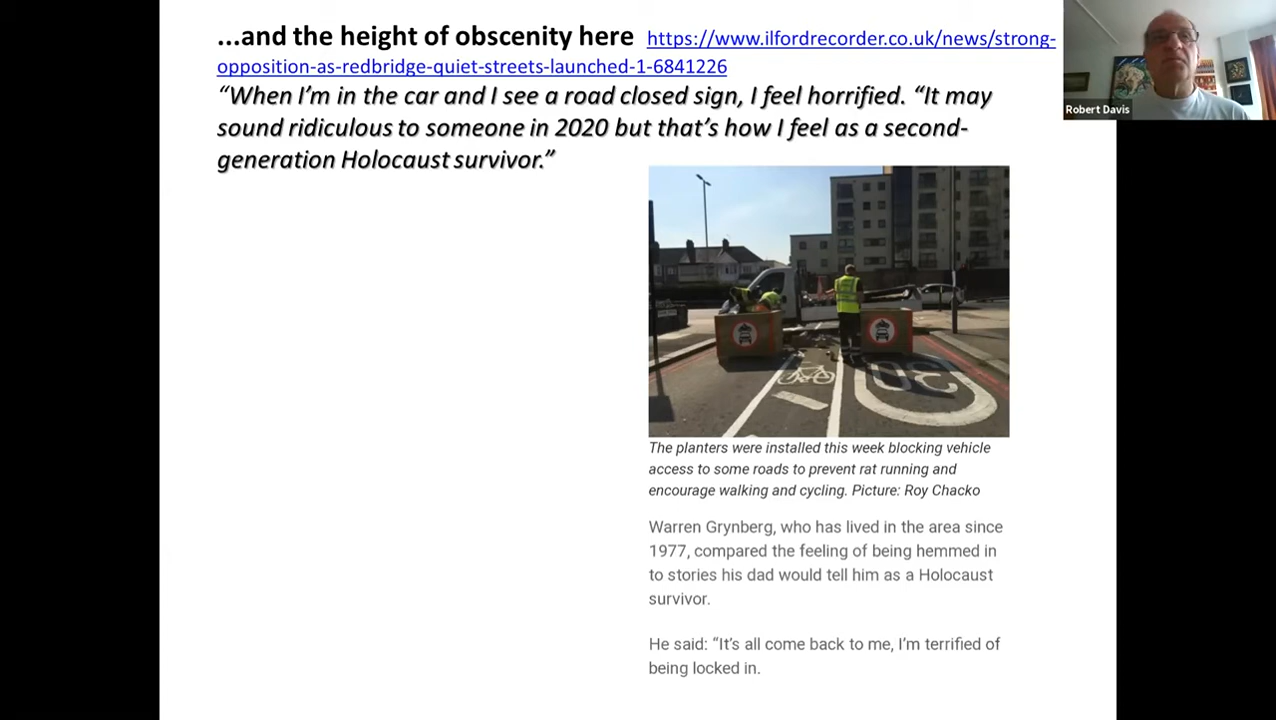 ...and the height of obscenity here https://www.ilfordrecorder.co.uk/news/strong-
opposition-as-redbridge-quiet-streets-launched-1-6841226
“When I’m in the car and I see a road closed sign, I feel horrified. “It may
sound ridiculous to someone in 2020 but that’s how I feel as a second-
generation Holocaust survivor.”
Robert Davis
30
The planters were installed this week blocking vehicle
access to some roads to prevent rat running and
encourage walking and cycling. Picture: Roy Chacko
Warren Grynberg, who has lived in the area since
1977, compared the feeling of being hemmed in
to stories his dad would tell him as a Holocaust
survivor.
He said: “It’s all come back to me, I’m terrified of
being locked in.